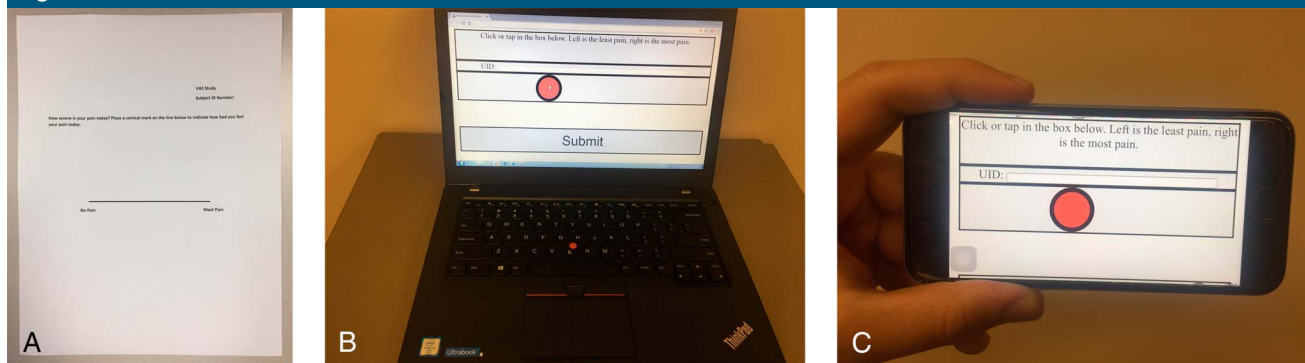 VAS Study
Subject ID Number:
How severe is your pain today? Place a vertical mark on the line below to indicate how bad you feel
your pain today.
No Pain
Most Pain
A
Click or tap in the box below. Left is the least pain, right is the most pain.
UID:
Submit
Ultrabook
ThinkPad
B
Click or tap in the box below. Left is the least pain, right
is the most pain.
UID:
C